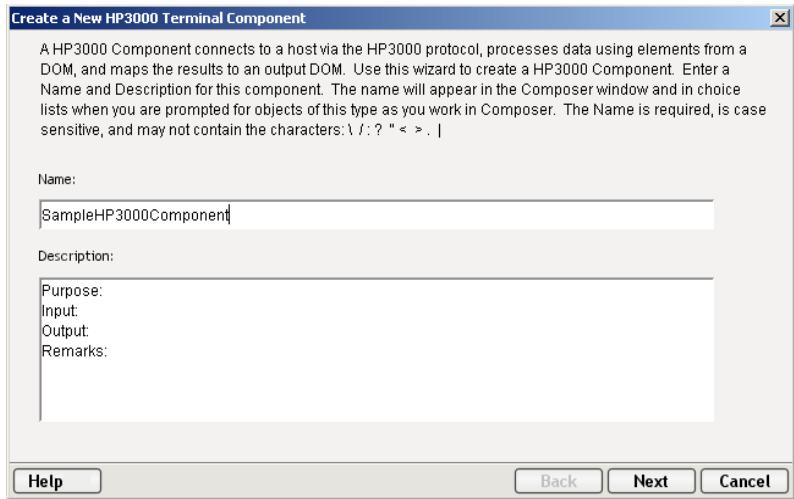 Create a New HP3000 Terminal Component
A HP3000 Component connects to a host via the HP3000 protocol, processes data using elements from a
DOM, and maps the results to an output DOM. Use this wizard to create a HP3000 Component. Enter a
Name and Description for this component. The name will appear in the Composer window and in choice
lists when you are prompted for objects of this type as you work in Composer. The Name is required, is case
sensitive, and may not contain the characters: \ / : ? " < > . |
Name:
SampleHP3000Component
Description:
Purpose:
Input:
Output:
Remarks:
Help Back Next Cancel